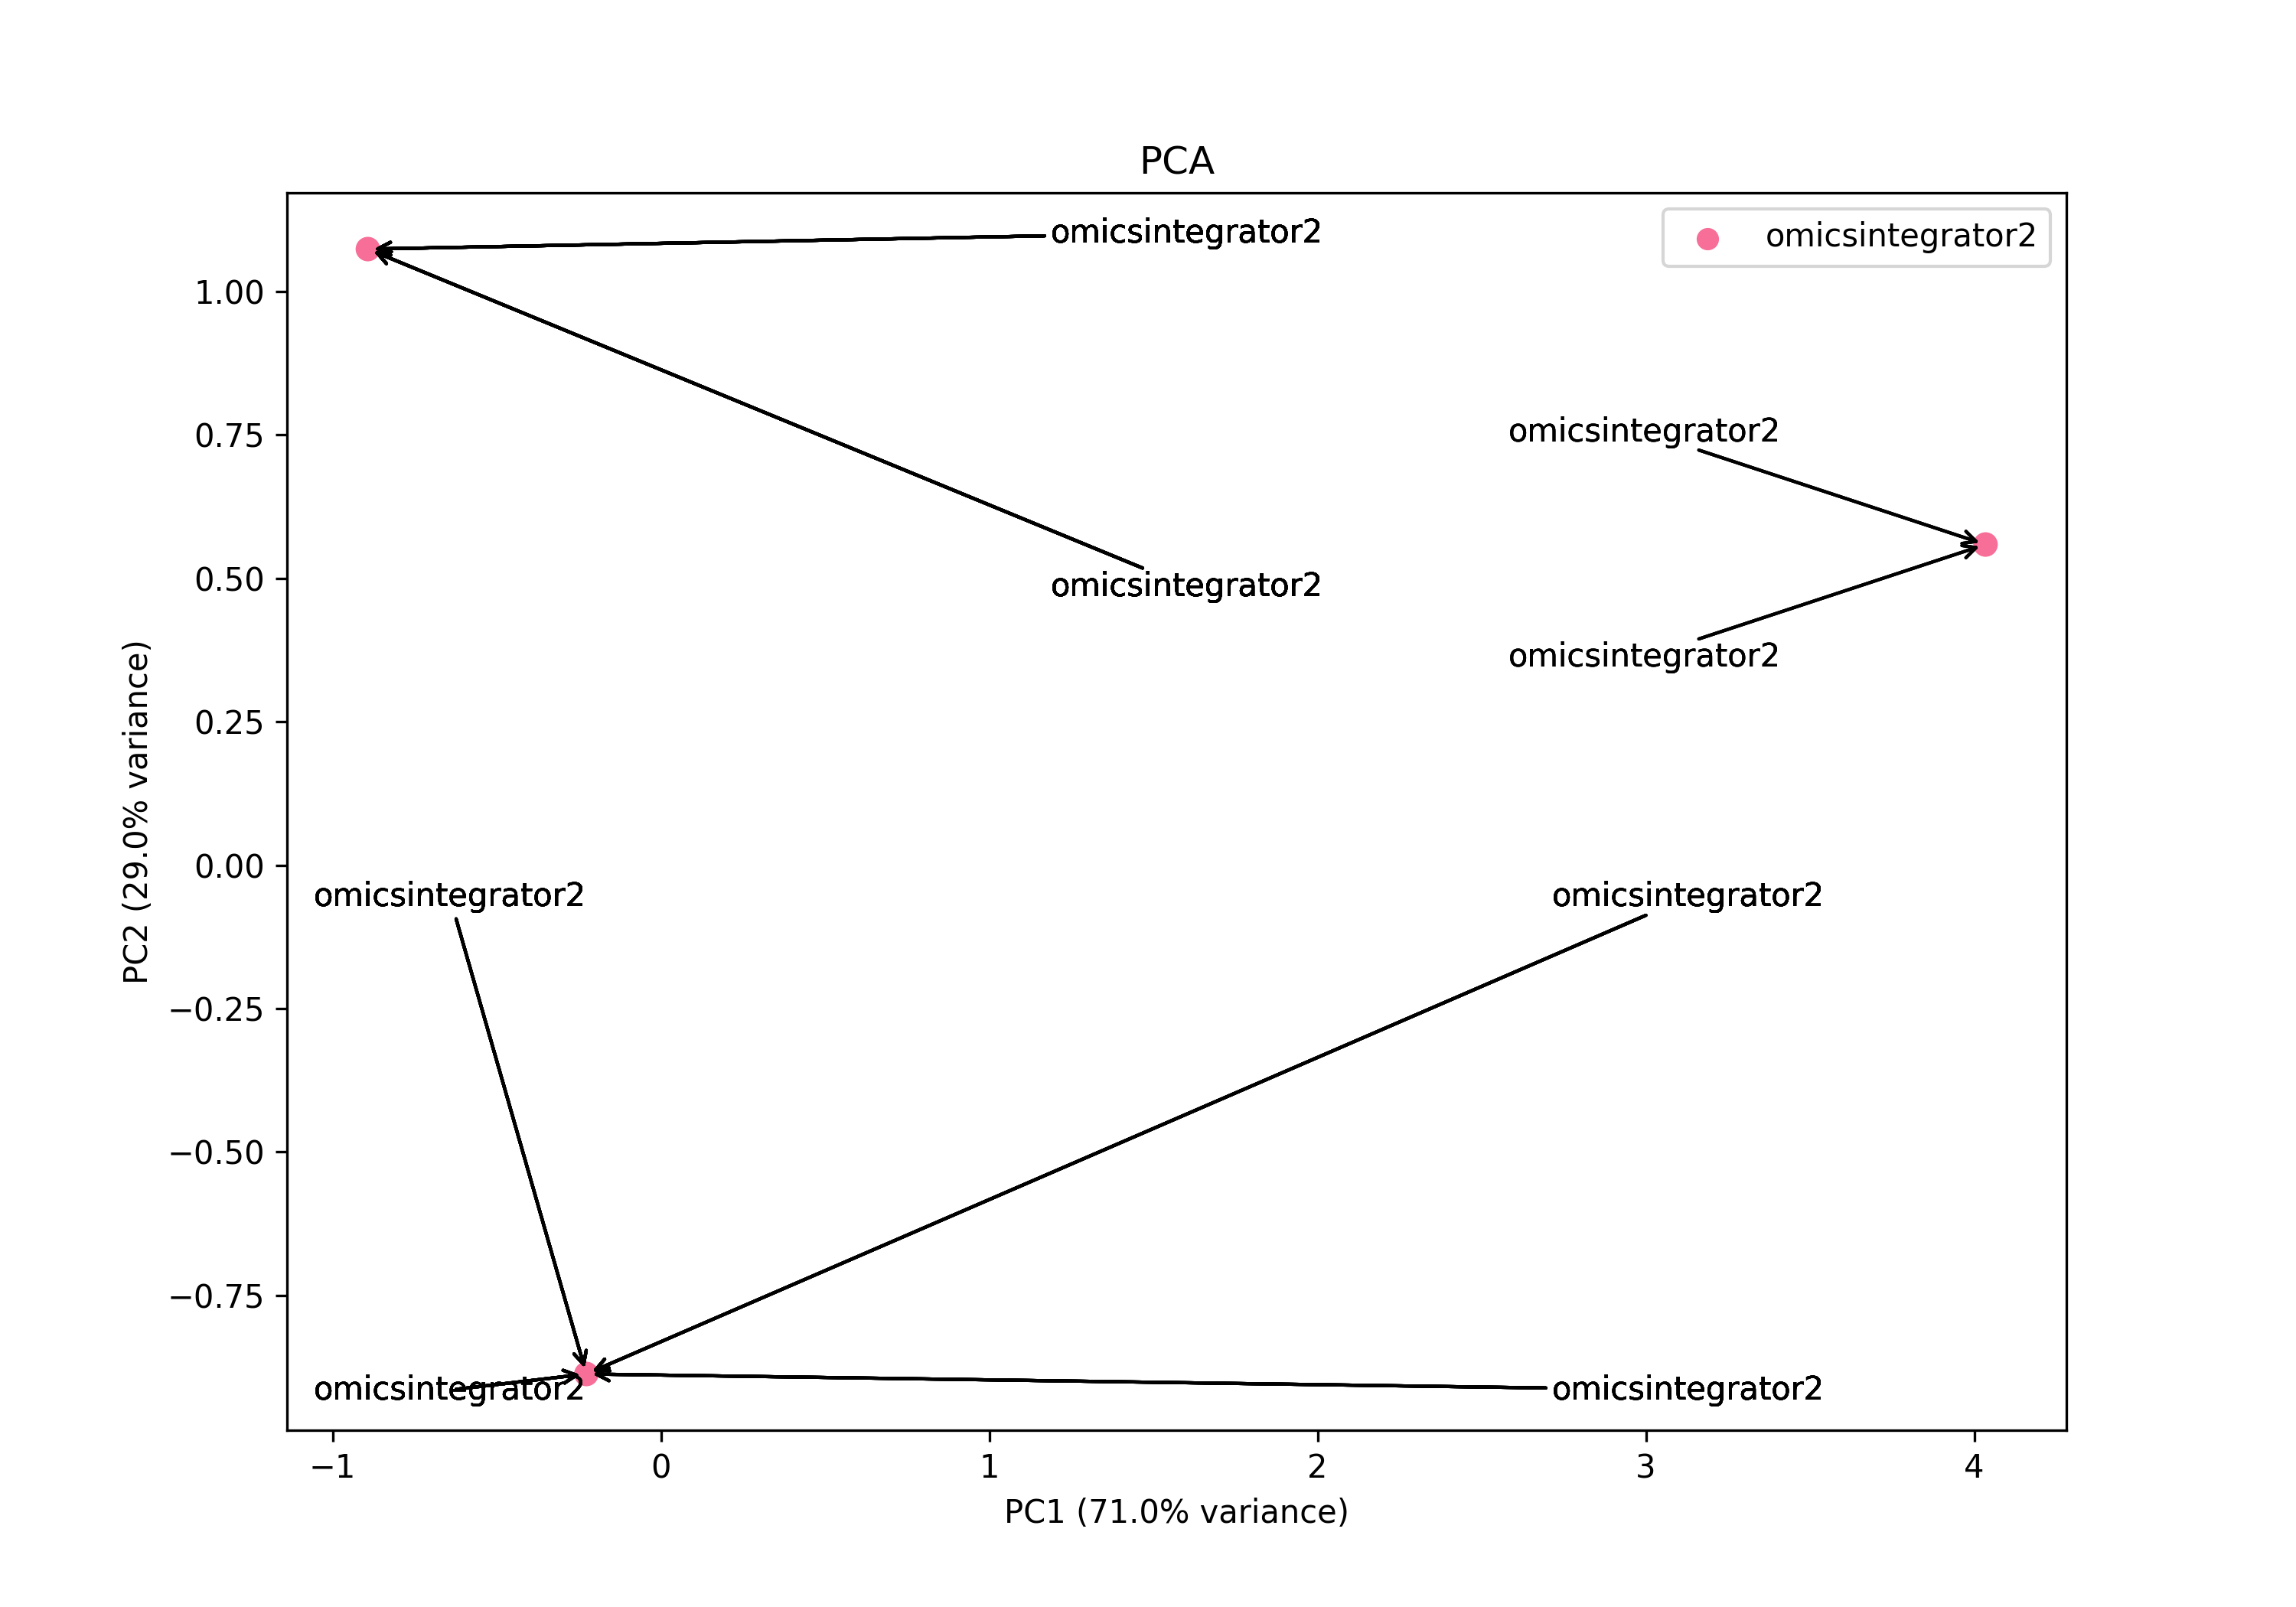 PCA
omicsintegrator2
omicsintegrator2
1.00
omicsintegrator2
0.75
omicsintegrator2
0.50
omicsintegrator2
0.25
0.00
omicsintegrator2
omicsintegrator2
−0.25
−0.50
−0.75
omicsintegrator2
omicsintegrator2
PC2 (29.0% variance)
−1 0 1 2 3 4
PC1 (71.0% variance)